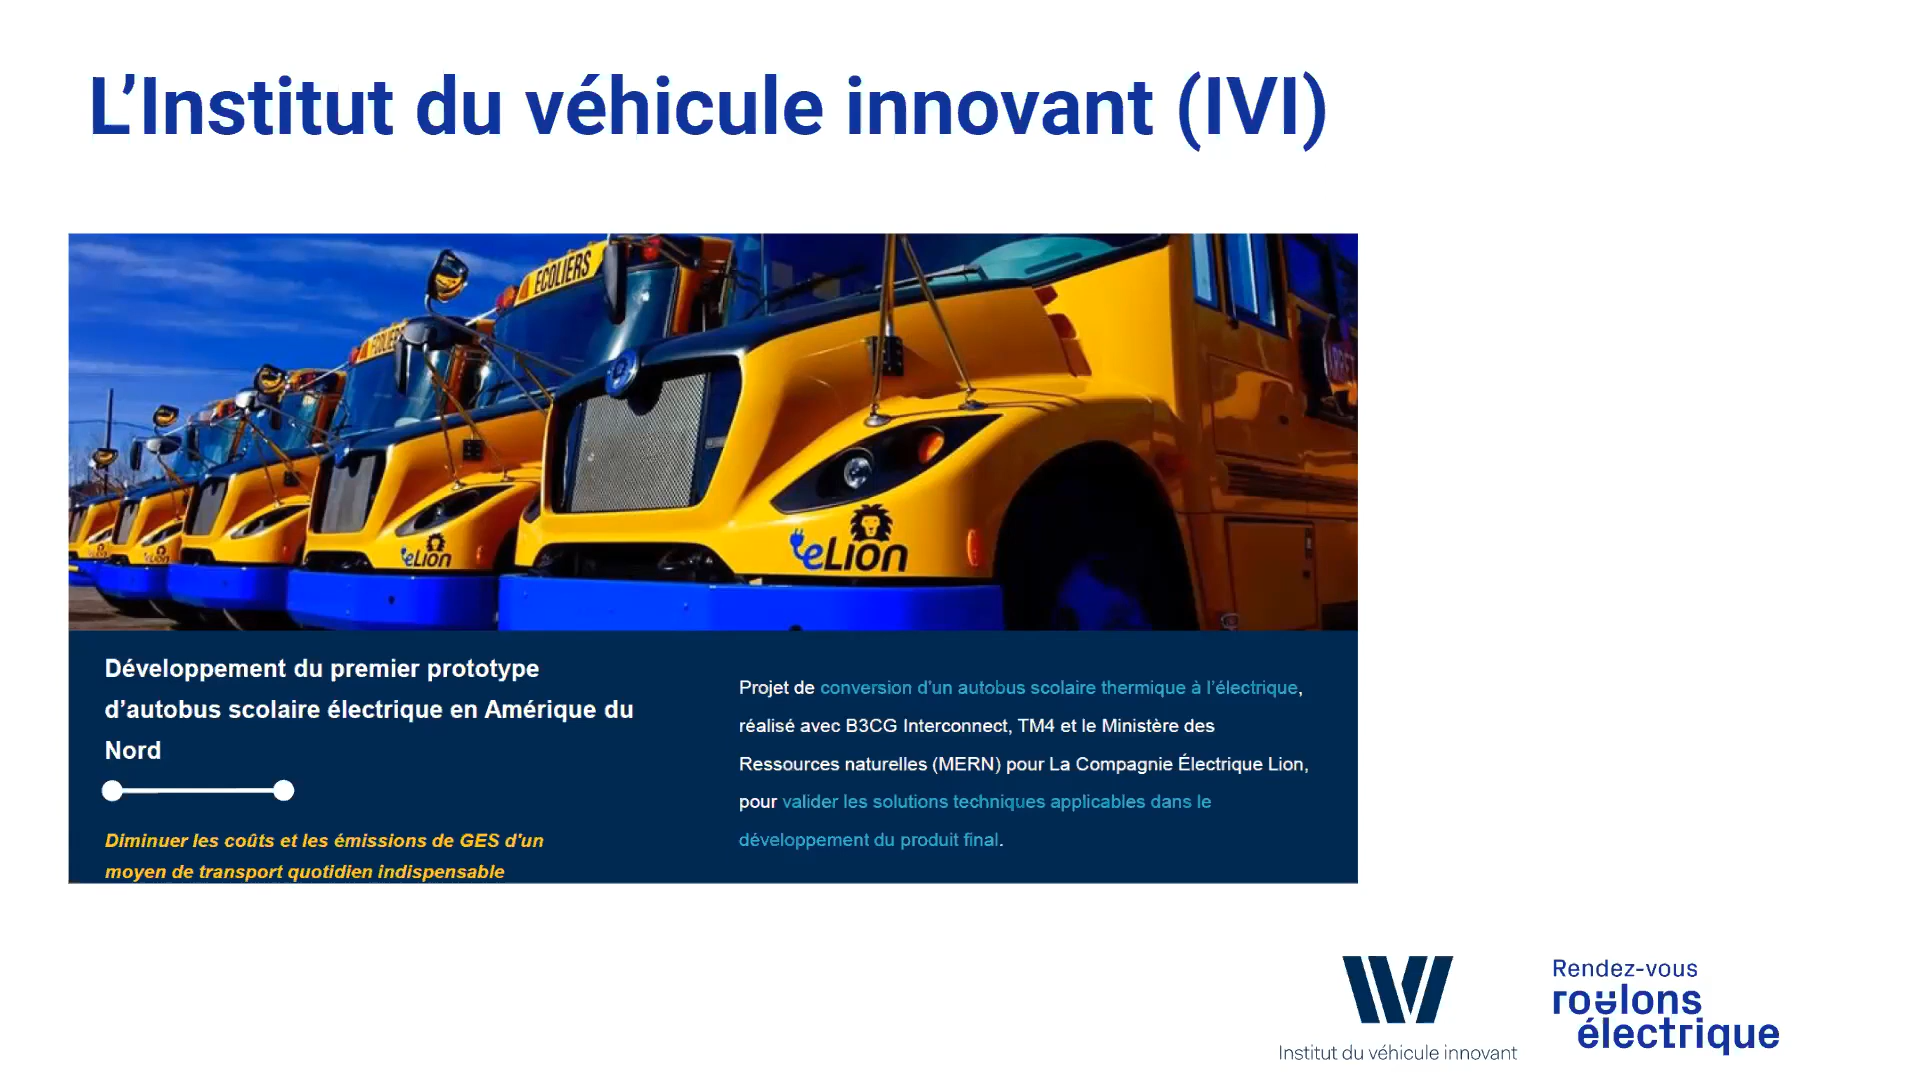 L’Institut du véhicule innovant (IVI)
ÉCOLIERS
eLion
eLion
Développement du premier prototype
d’autobus scolaire électrique en Amérique du
Nord
Diminuer les coûts et les émissions de GES d'un
moyen de transport quotidien indispensable
Projet de conversion d’un autobus scolaire thermique à l’électrique,
réalisé avec B3CG Interconnect, TM4 et le Ministère des
Ressources naturelles (MERN) pour La Compagnie Électrique Lion,
pour valider les solutions techniques applicables dans le
développement du produit final.
IVI
Institut du véhicule innovant
Rendez-vous
roulons
électrique